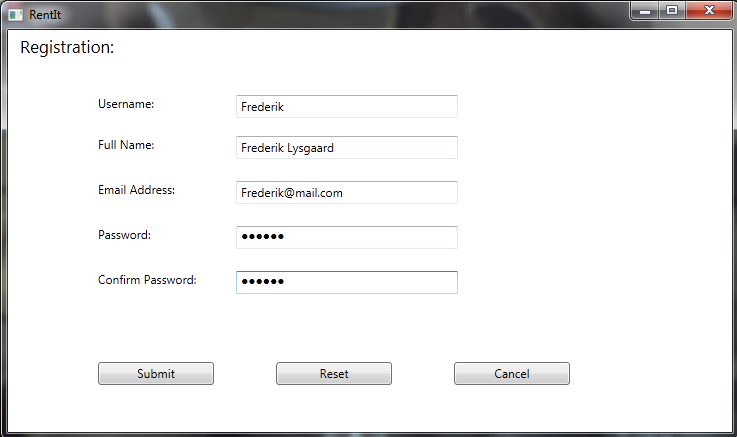 RentIt
Registration:
Username: Frederik
Full Name: Frederik Lysgaard
Email Address: Frederik@mail.com
Password: ●●●●●●
Confirm Password: ●●●●●●
Submit Reset Cancel